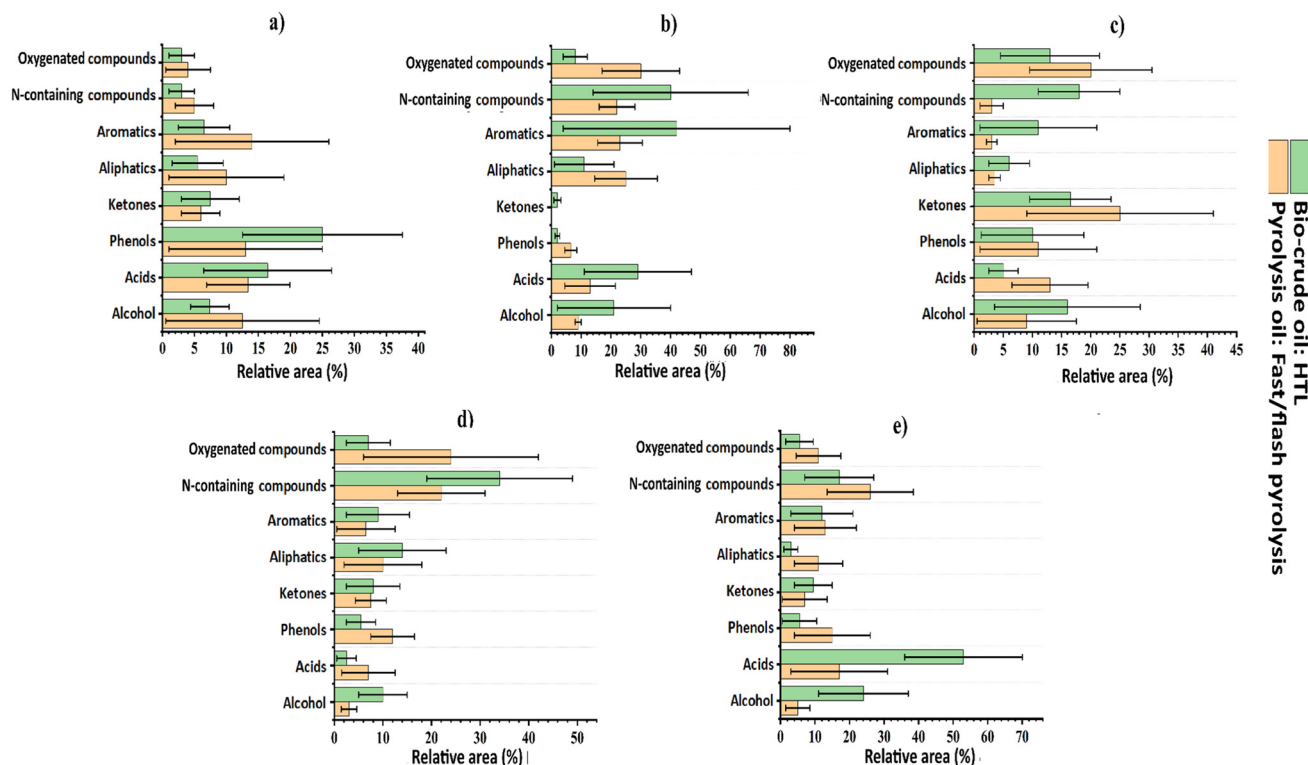 a)
Oxygenated compounds
N-containing compounds
Aromatics
Aliphatics
Ketones
Phenols
Acids
Alcohol
0 5 10 15 20 25 30 35 40
Relative area (%)
b)
Oxygenated compounds
N-containing compounds
Aromatics
Aliphatics
Ketones
Phenols
Acids
Alcohol
0 10 20 30 40 50 60 70 80
Relative area (%)
c)
Oxygenated compounds
N-containing compounds
Aromatics
Aliphatics
Ketones
Phenols
Acids
Alcohol
0 5 10 15 20 25 30 35 40 45
Relative area (%)
Bio-crude oil: HTL
Pyrolysis oil: Fast/flash pyrolysis
d)
Oxygenated compounds
N-containing compounds
Aromatics
Aliphatics
Ketones
Phenols
Acids
Alcohol
0 10 20 30 40 50
Relative area (%)
e)
Oxygenated compounds
N-containing compounds
Aromatics
Aliphatics
Ketones
Phenols
Acids
Alcohol
0 10 20 30 40 50 60 70
Relative area (%)